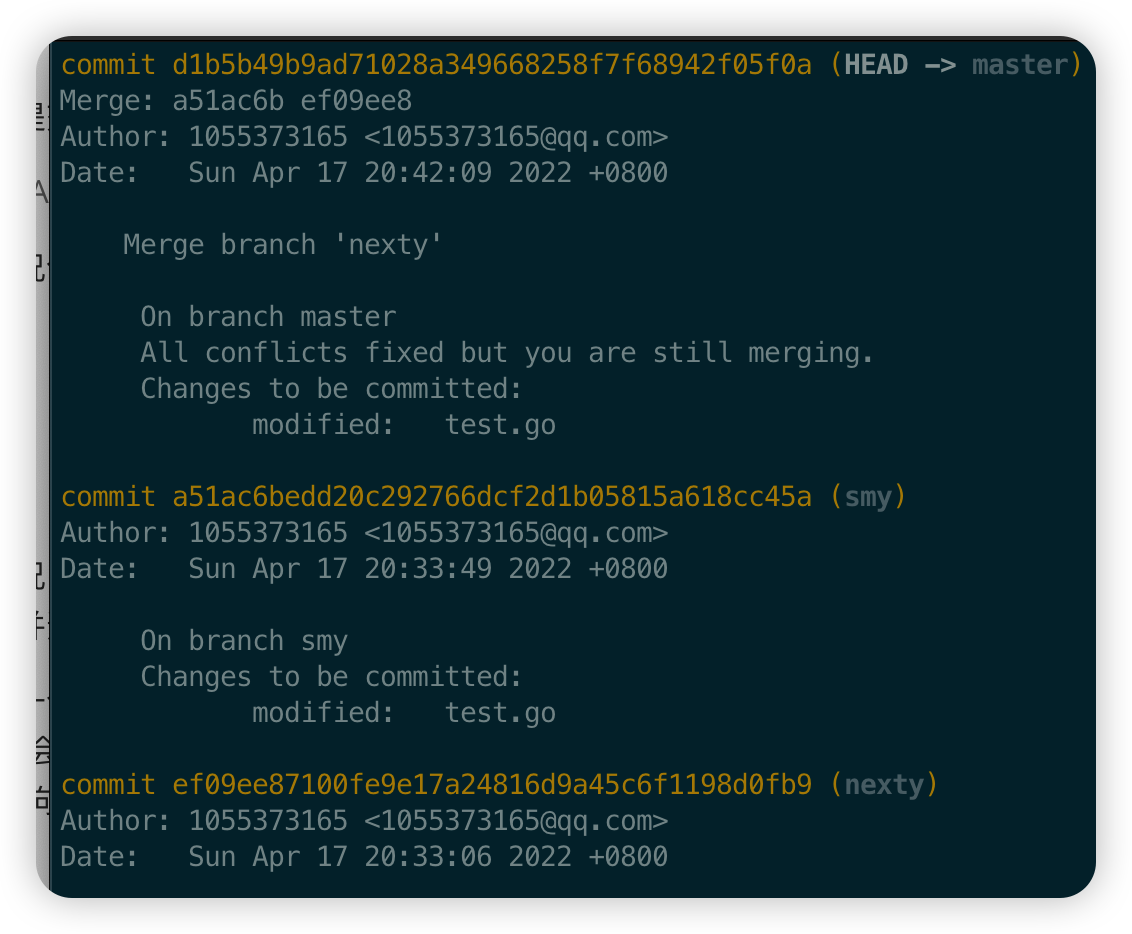 commit d1b5b49b9ad71028a349668258f7f68942f05f0a (HEAD -> master)
Merge: a51ac6b ef09ee8
Author: 1055373165 <1055373165@qq.com>
Date:   Sun Apr 17 20:42:09 2022 +0800
    Merge branch 'nexty'
     On branch master
     All conflicts fixed but you are still merging.
     Changes to be committed:
            modified:   test.go
commit a51ac6bedd20c292766dcf2d1b05815a618cc45a (smy)
Author: 1055373165 <1055373165@qq.com>
Date:   Sun Apr 17 20:33:49 2022 +0800
     On branch smy
     Changes to be committed:
            modified:   test.go
commit ef09ee87100fe9e17a24816d9a45c6f1198d0fb9 (nexty)
Author: 1055373165 <1055373165@qq.com>
Date:   Sun Apr 17 20:33:06 2022 +0800